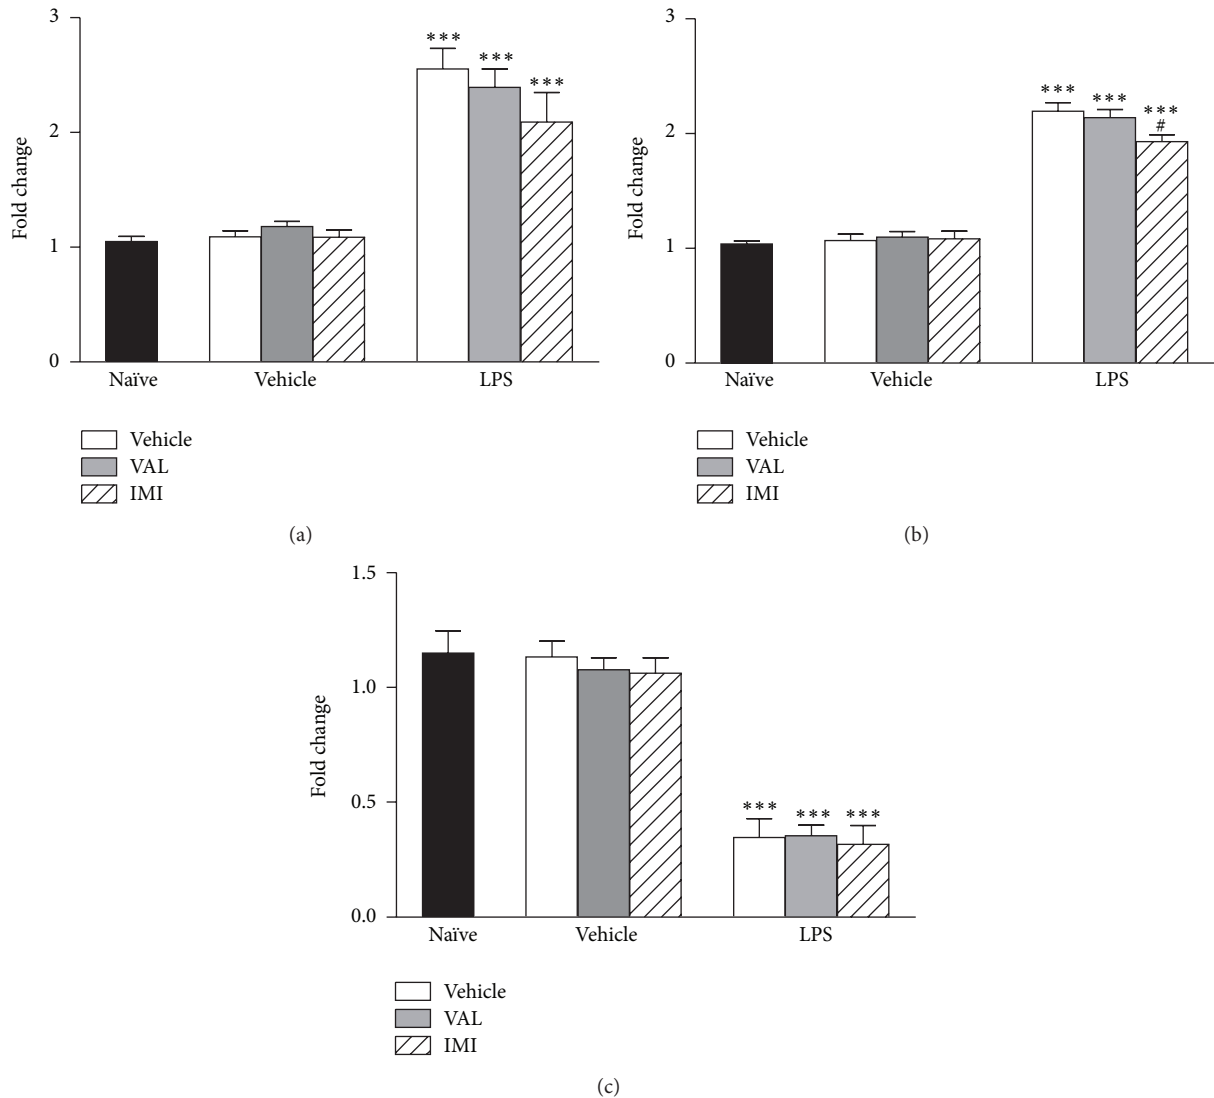 3
2
1
0
Fold change
***
***
***
Naïve
Vehicle
LPS
Vehicle
VAL
IMI
(a)
3
2
1
0
Fold change
***
***
***
#
Naïve
Vehicle
LPS
Vehicle
VAL
IMI
(b)
1.5
1.0
0.5
0.0
Fold change
***
***
***
Naïve
Vehicle
LPS
Vehicle
VAL
IMI
(c)